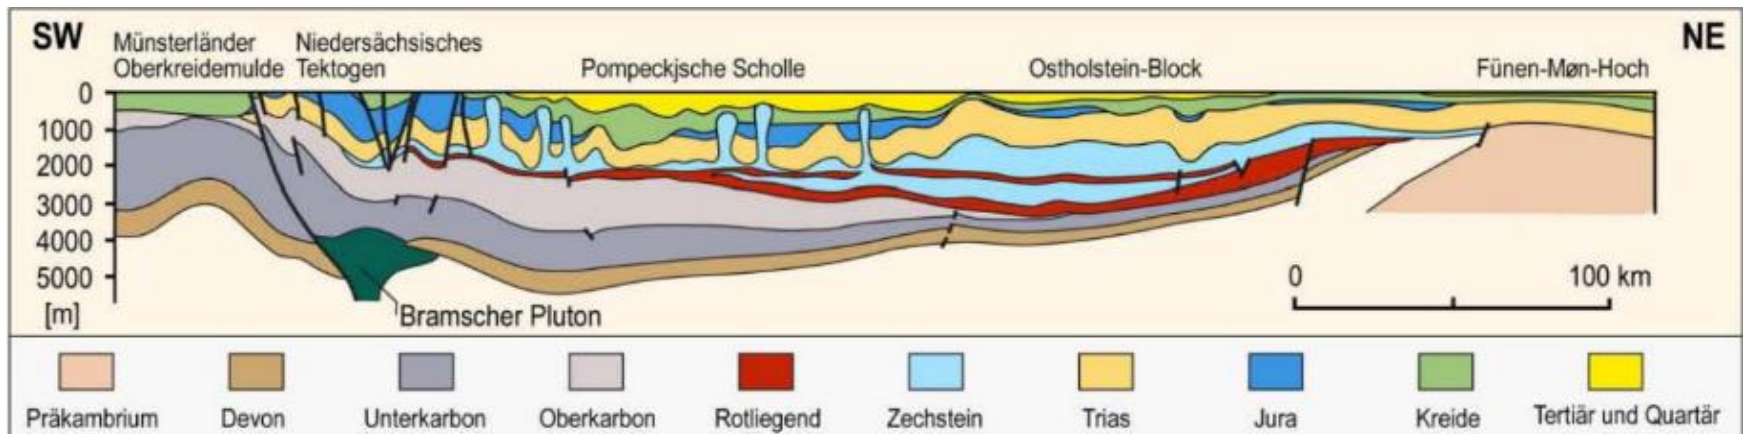 SW
NE
Münsterländer
Oberkreidemulde
Niedersächsisches
Tektogen
Pompeckjsche Scholle
Ostholstein-Block
Fünen-Møn-Hoch
0
1000
2000
3000
4000
5000
[m]
Bramscher Pluton
0
100 km
Präkambrium
Devon
Unterkarbon
Oberkarbon
Rotliegend
Zechstein
Trias
Jura
Kreide
Tertiär und Quartär